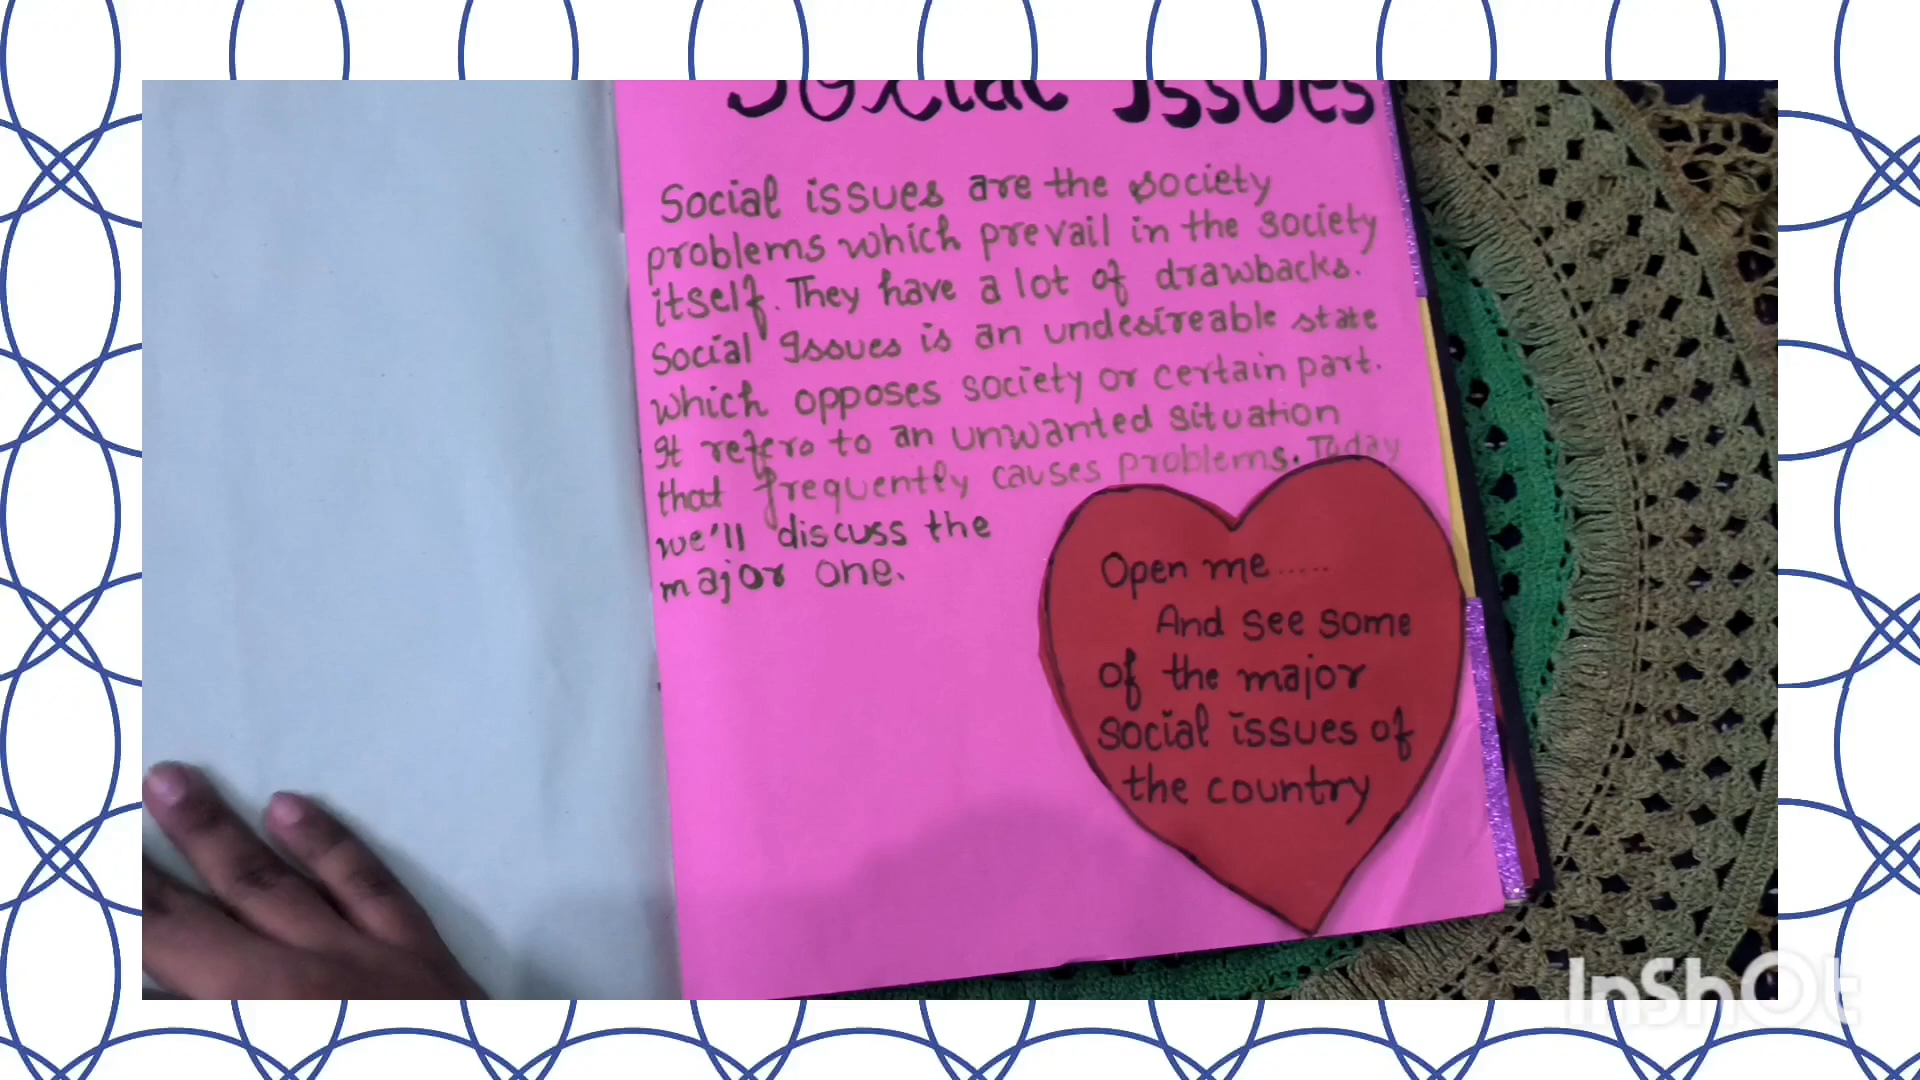 Social Issues
Social issues are the society
problems which prevail in the society
itself. They have a lot of drawbacks.
Social Issues is an undesireable state
which opposes society or certain part.
It refers to an unwanted situation
that frequently causes problems. Today
we'll discuss the
major one.
Open me.....
And see some
of the major
social issues of
the country
InShOt